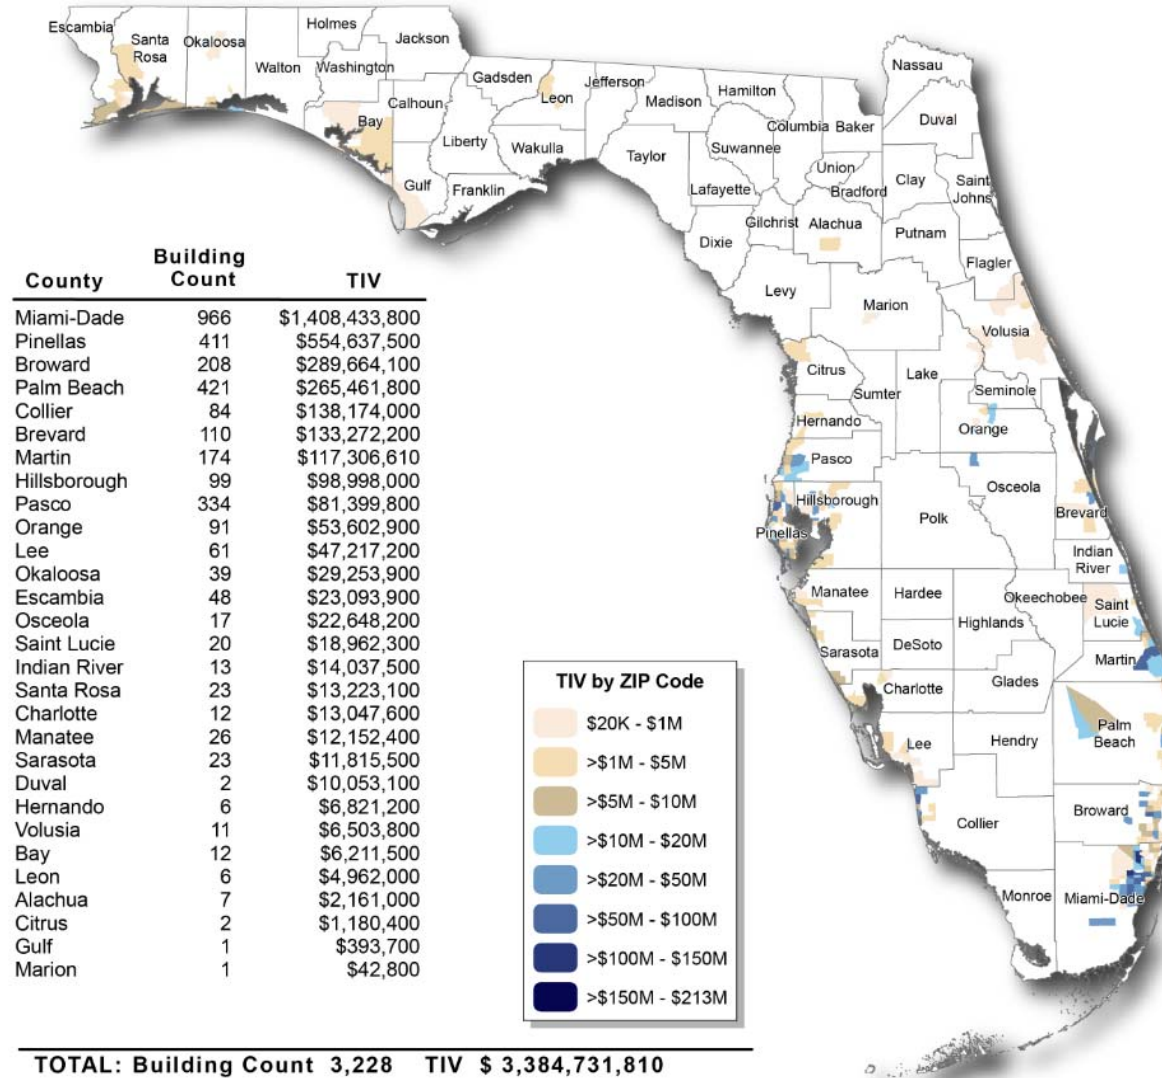 Escambia
Santa
Rosa
Okaloosa
Walton
Holmes
Washington
Jackson
Bay
Calhoun
Gulf
Gadsden
Liberty
Franklin
Leon
Wakulla
Jefferson
Madison
Taylor
Hamilton
Suwannee
Lafayette
Dixie
Columbia
Baker
Union
Bradford
Gilchrist
Alachua
Levy
Nassau
Duval
Clay
Saint
Johns
Putnam
Flagler
Marion
Volusia
Citrus
Sumter
Lake
Seminole
Hernando
Orange
Pasco
Osceola
Hillsborough
Polk
Brevard
Pinellas
Indian
River
Manatee
Hardee
Okeechobee
Saint
Lucie
Highlands
DeSoto
Sarasota
Martin
Charlotte
Glades
Palm
Beach
Lee
Hendry
Collier
Broward
Monroe
Miami-Dade
County Building Count TIV
Miami-Dade 966 $1,408,433,800
Pinellas 411 $554,637,500
Broward 208 $289,664,100
Palm Beach 421 $265,461,800
Collier 84 $138,174,000
Brevard 110 $133,272,200
Martin 174 $117,306,610
Hillsborough 99 $98,998,000
Pasco 334 $81,399,800
Orange 91 $53,602,900
Lee 61 $47,217,200
Okaloosa 39 $29,253,900
Escambia 48 $23,093,900
Osceola 17 $22,648,200
Saint Lucie 20 $18,962,300
Indian River 13 $14,037,500
Santa Rosa 23 $13,223,100
Charlotte 12 $13,047,600
Manatee 26 $12,152,400
Sarasota 23 $11,815,500
Duval 2 $10,053,100
Hernando 6 $6,821,200
Volusia 11 $6,503,800
Bay 12 $6,211,500
Leon 6 $4,962,000
Alachua 7 $2,161,000
Citrus 2 $1,180,400
Gulf 1 $393,700
Marion 1 $42,800
TIV by ZIP Code
$20K - $1M
>$1M - $5M
>$5M - $10M
>$10M - $20M
>$20M - $50M
>$50M - $100M
>$100M - $150M
>$150M - $213M
TOTAL: Building Count 3,228 TIV $ 3,384,731,810